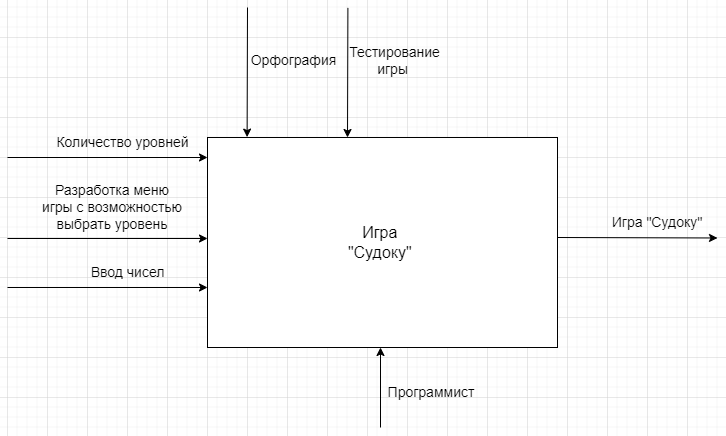 Орфография
Тестирование
игры
Количество уровней
Разработка меню
игры с возможностью
выбрать уровень
Ввод чисел
Игра
"Судоку"
Игра "Судоку"
Программист